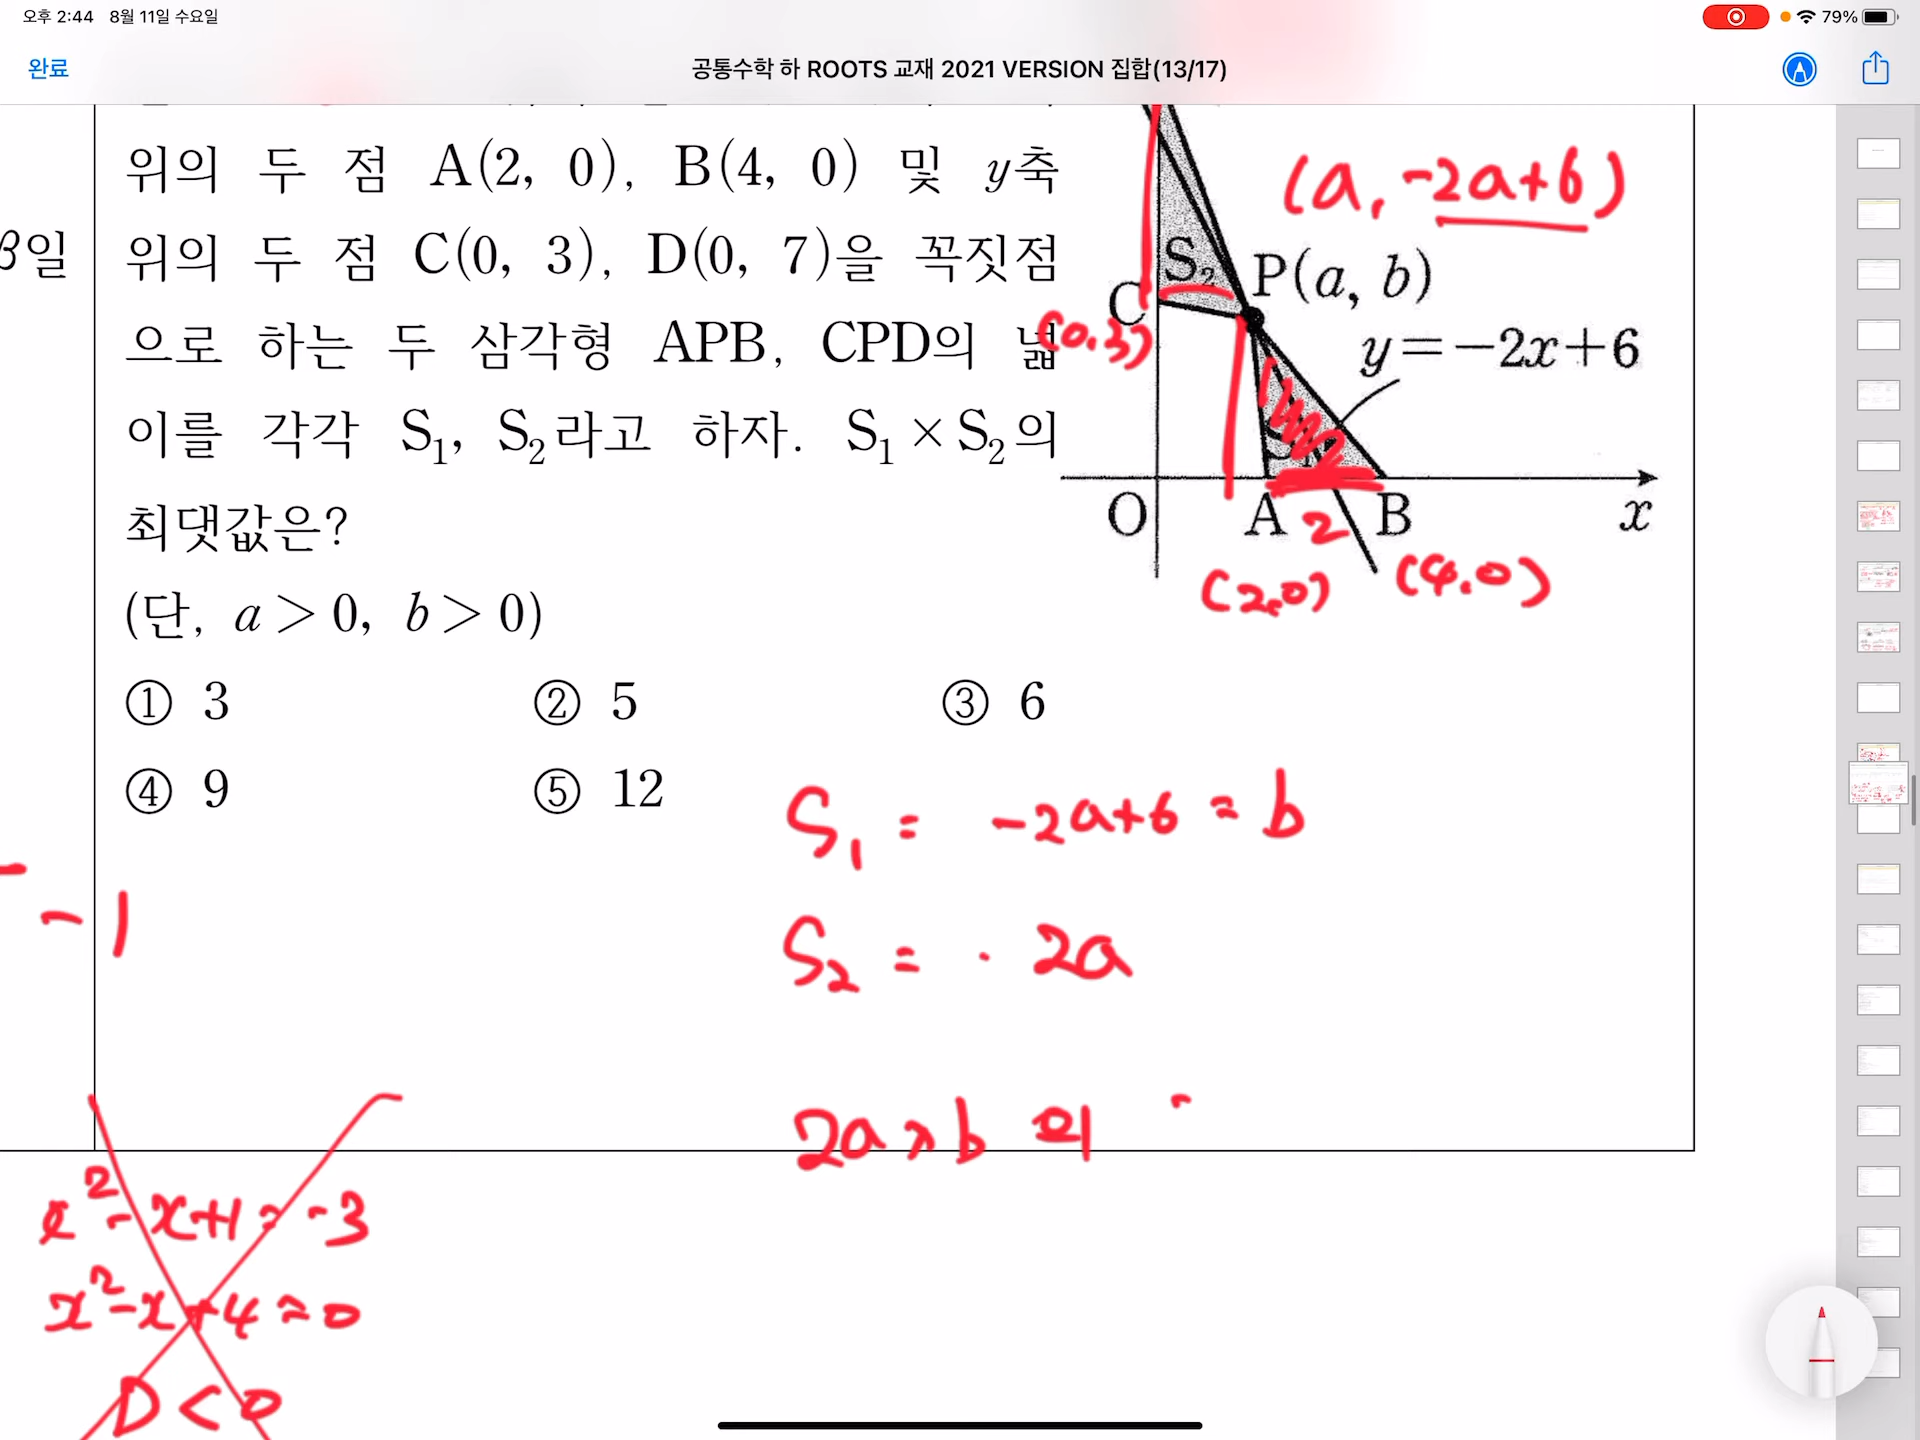 오후 2:44 8월 11일 수요일
79%
완료
공통수학 하 ROOTS 교재 2021 VERSION 집합(13/17)
위의 두 점 A(2, 0), B(4, 0) 및 y축
β일
위의 두 점 C(0, 3), D(0, 7)을 꼭짓점
으로 하는 두 삼각형 APB, CPD의 넓
이를 각각 S₁, S₂라고 하자. S₁×S₂의
최댓값은?
(단, a>0, b>0)
① 3 ② 5 ③ 6
④ 9 ⑤ 12
(a, -2a+6)
S₂
P(a, b)
C
(0.3)
y=-2x+6
O A 2 B x
(2,0) (4.0)
S₁ = -2a+6 = b
S₂ = · 2a
2a×b 의
- 1
x²-x+1=-3
x²-x+4=0
D<0